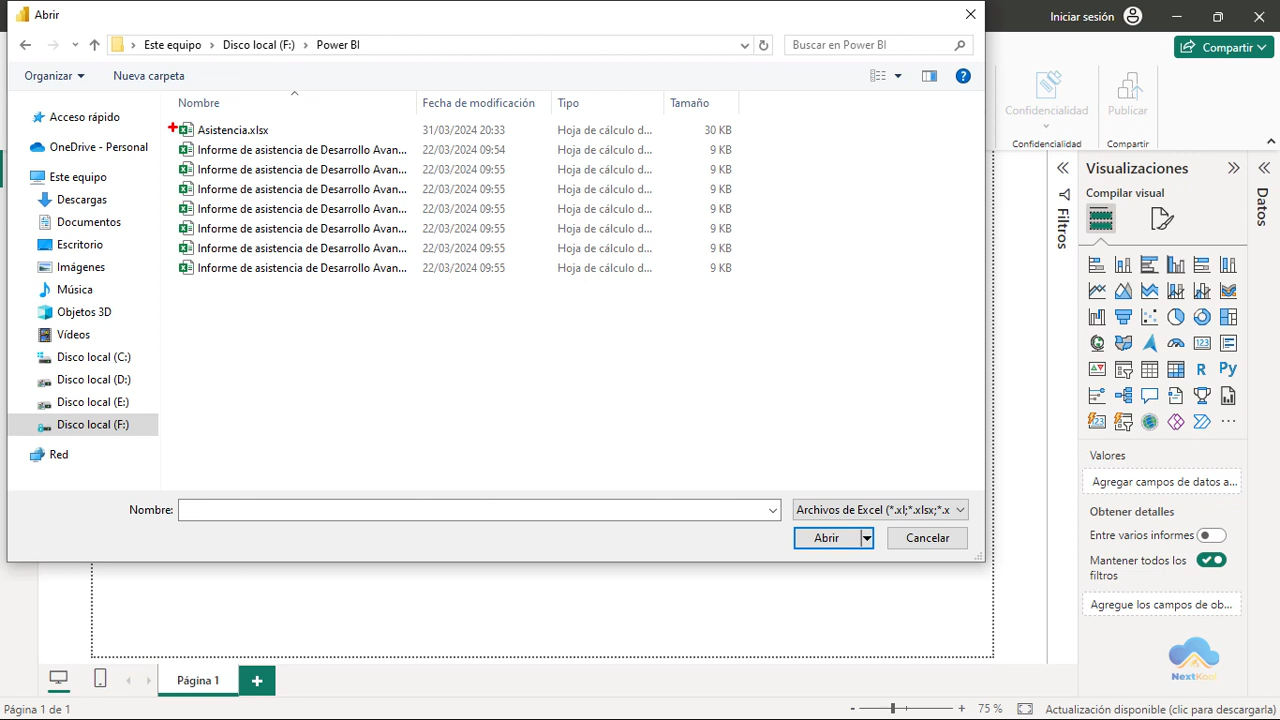 Abrir
Iniciar sesión
Este equipo
Disco local (F:)
Power BI
Buscar en Power BI
Compartir
Organizar
Nueva carpeta
Nombre
Fecha de modificación
Tipo
Tamaño
Asistencia.xlsx 31/03/2024 20:33 Hoja de cálculo d... 30 KB
Informe de asistencia de Desarrollo Avan... 22/03/2024 09:54 Hoja de cálculo d... 9 KB
Informe de asistencia de Desarrollo Avan... 22/03/2024 09:55 Hoja de cálculo d... 9 KB
Informe de asistencia de Desarrollo Avan... 22/03/2024 09:55 Hoja de cálculo d... 9 KB
Informe de asistencia de Desarrollo Avan... 22/03/2024 09:55 Hoja de cálculo d... 9 KB
Informe de asistencia de Desarrollo Avan... 22/03/2024 09:55 Hoja de cálculo d... 9 KB
Informe de asistencia de Desarrollo Avan... 22/03/2024 09:55 Hoja de cálculo d... 9 KB
Informe de asistencia de Desarrollo Avan... 22/03/2024 09:55 Hoja de cálculo d... 9 KB
Acceso rápido
OneDrive - Personal
Este equipo
Descargas
Documentos
Escritorio
Imágenes
Música
Objetos 3D
Vídeos
Disco local (C:)
Disco local (D:)
Disco local (E:)
Disco local (F:)
Red
Nombre:
Archivos de Excel (*.xl;*.xlsx;*.x
Abrir
Cancelar
Confidencialidad
Publicar
Confidencialidad
Compartir
Filtros
Visualizaciones
Compilar visual
Datos
R
Py
123
123
Valores
Agregar campos de datos a...
Obtener detalles
Entre varios informes
Mantener todos los
filtros
Agregue los campos de ob...
NextKool
Página 1
Página 1 de 1
- + 75 %
Actualización disponible (clic para descargarla)